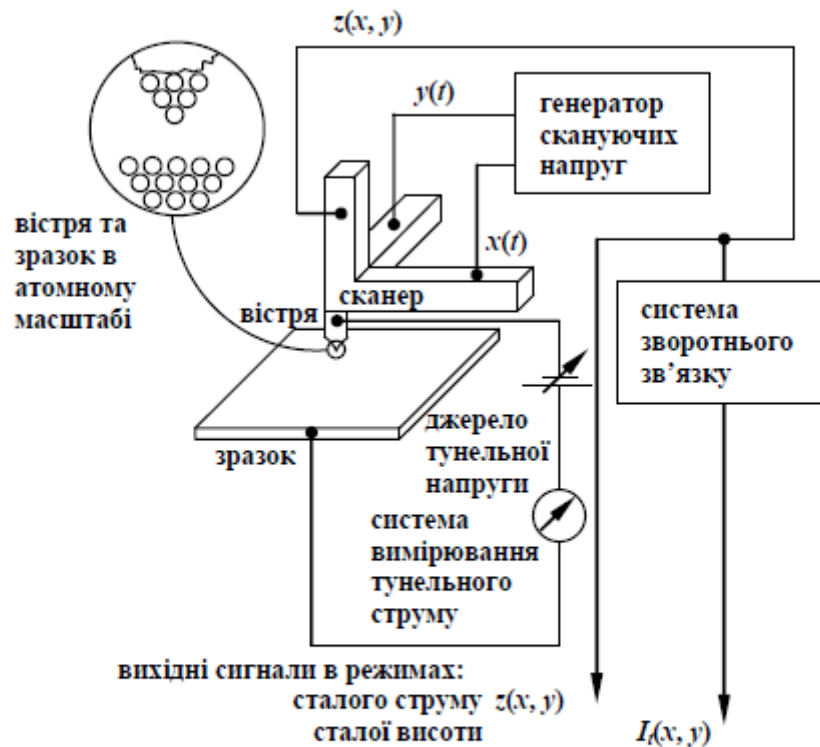 z(x, y)
y(t)
генератор
скануючих
напруг
x(t)
вістря та
зразок в
атомному
масштабі
вістря
сканер
система
зворотнього
зв’язку
зразок
джерело
тунельної
напруги
система
вимірювання
тунельного
струму
вихідні сигнали в режимах:
сталого струму z(x, y)
сталої висоти I_t(x, y)